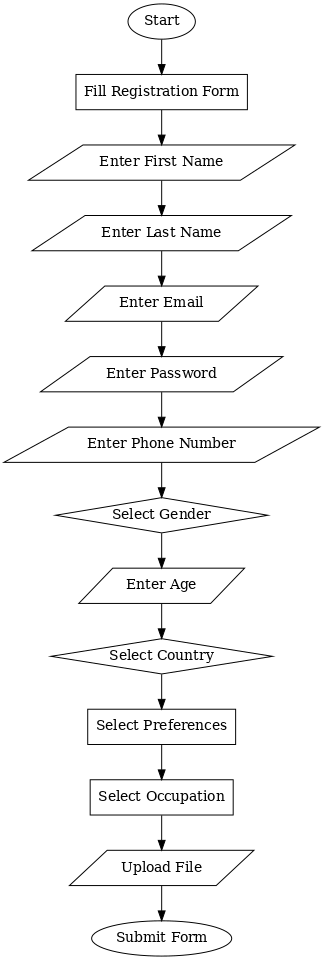 Start
Fill Registration Form
Enter First Name
Enter Last Name
Enter Email
Enter Password
Enter Phone Number
Select Gender
Enter Age
Select Country
Select Preferences
Select Occupation
Upload File
Submit Form